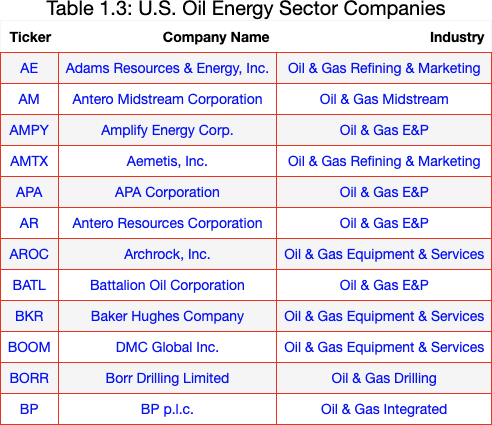 Table 1.3: U.S. Oil Energy Sector Companies
Ticker Company Name Industry
AE Adams Resources & Energy, Inc. Oil & Gas Refining & Marketing
AM Antero Midstream Corporation Oil & Gas Midstream
AMPY Amplify Energy Corp. Oil & Gas E&P
AMTX Aemetis, Inc. Oil & Gas Refining & Marketing
APA APA Corporation Oil & Gas E&P
AR Antero Resources Corporation Oil & Gas E&P
AROC Archrock, Inc. Oil & Gas Equipment & Services
BATL Battalion Oil Corporation Oil & Gas E&P
BKR Baker Hughes Company Oil & Gas Equipment & Services
BOOM DMC Global Inc. Oil & Gas Equipment & Services
BORR Borr Drilling Limited Oil & Gas Drilling
BP BP p.l.c. Oil & Gas Integrated